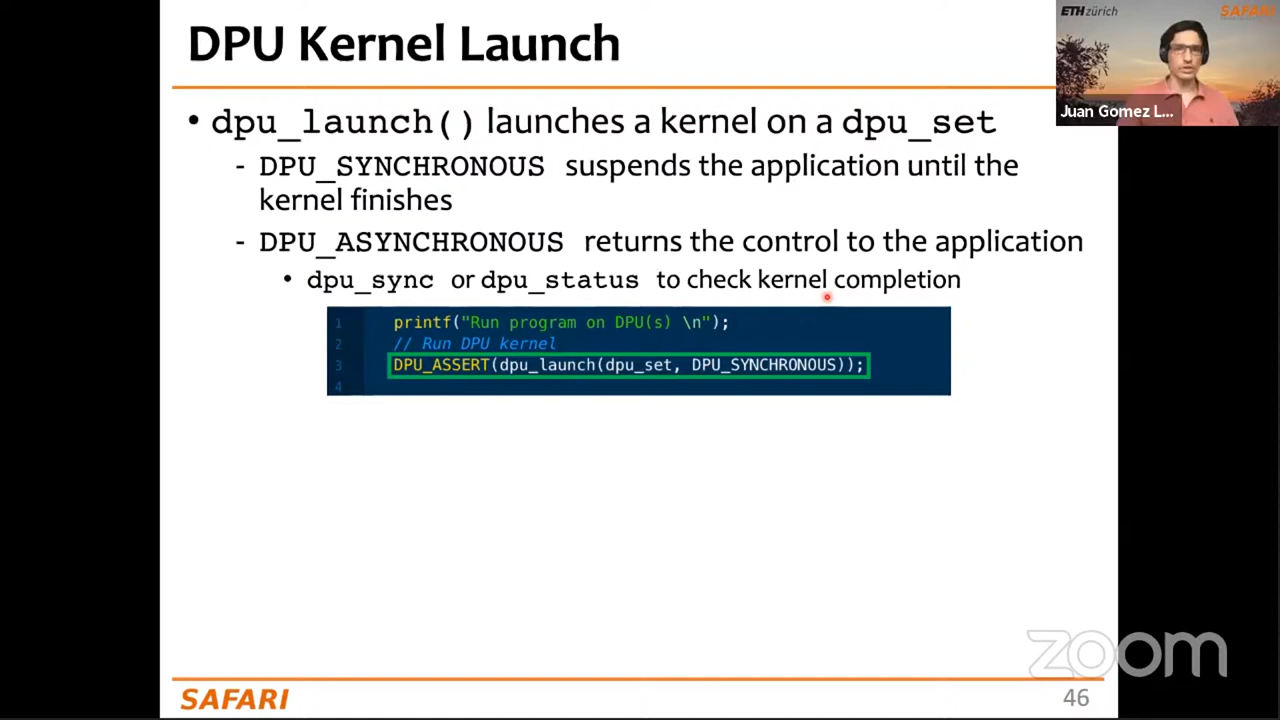 DPU Kernel Launch
ETH zürich
SAFARI
Juan Gomez L...
• dpu_launch() launches a kernel on a dpu_set
- DPU_SYNCHRONOUS suspends the application until the
kernel finishes
- DPU_ASYNCHRONOUS returns the control to the application
• dpu_sync or dpu_status to check kernel completion
1 printf("Run program on DPU(s) \n");
2 // Run DPU kernel
3 DPU_ASSERT(dpu_launch(dpu_set, DPU_SYNCHRONOUS));
4
zoom
SAFARI
46